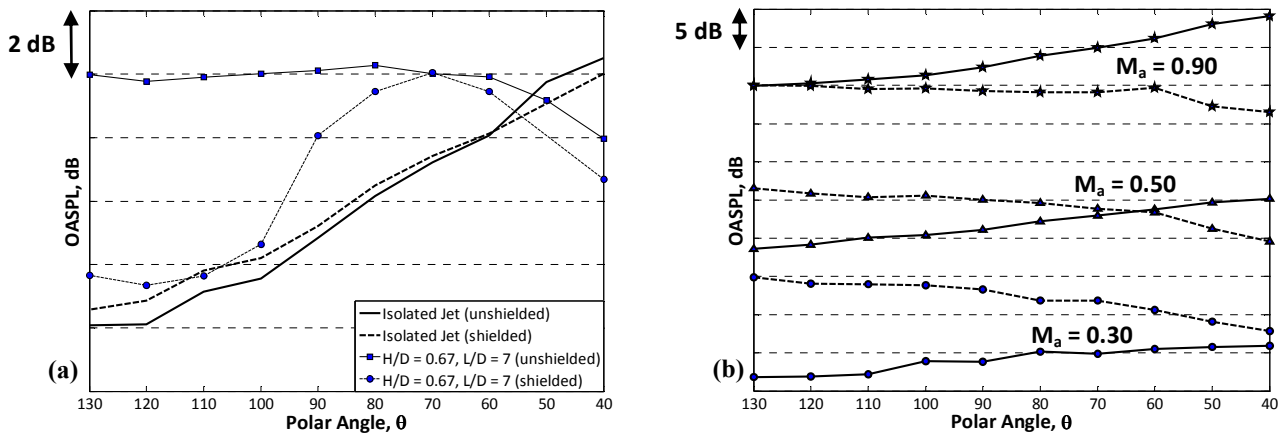 2 dB
OASPL, dB
(a)
Isolated Jet (unshielded)
Isolated Jet (shielded)
H/D = 0.67, L/D = 7 (unshielded)
H/D = 0.67, L/D = 7 (shielded)
130 120 110 100 90 80 70 60 50 40
Polar Angle, θ
5 dB
OASPL, dB
Ma = 0.90
Ma = 0.50
Ma = 0.30
(b)
130 120 110 100 90 80 70 60 50 40
Polar Angle, θ